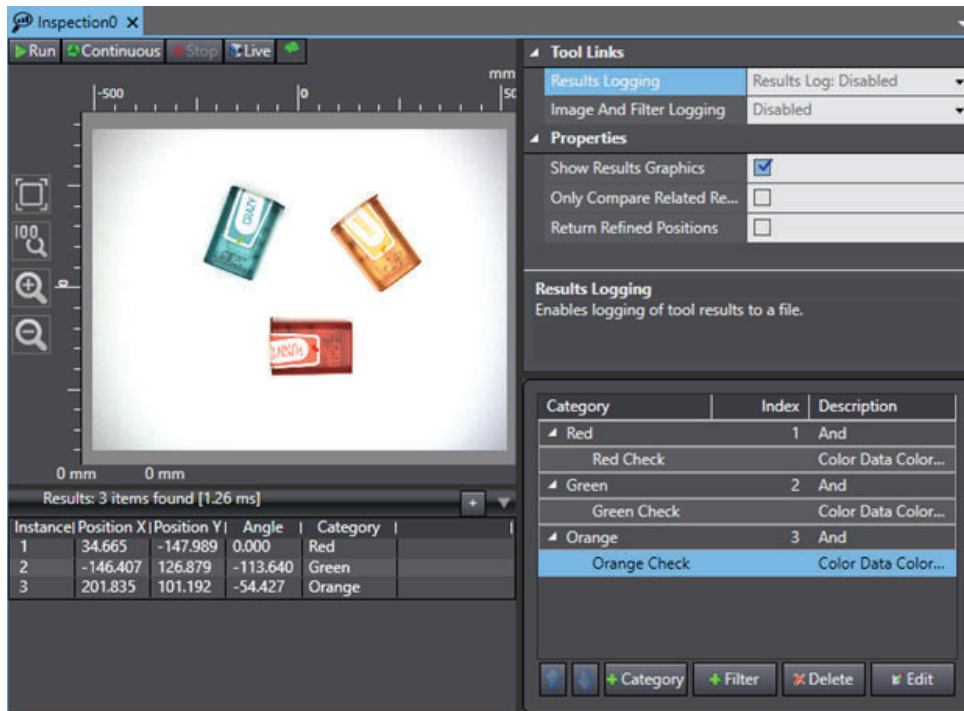 Inspection0
Run Continuous Stop Live
mm
-500 0 50
100
0
CRAZY
0 mm 0 mm
Results: 3 items found [1.26 ms]
Instance Position X Position Y Angle Category
1 34.665 -147.989 0.000 Red
2 -146.407 126.879 -113.640 Green
3 201.835 101.192 -54.427 Orange
Tool Links
Results Logging Results Log: Disabled
Image And Filter Logging Disabled
Properties
Show Results Graphics
Only Compare Related Re...
Return Refined Positions
Results Logging
Enables logging of tool results to a file.
Category Index Description
Red 1 And
Red Check Color Data Color...
Green 2 And
Green Check Color Data Color...
Orange 3 And
Orange Check Color Data Color...
+ Category + Filter Delete Edit